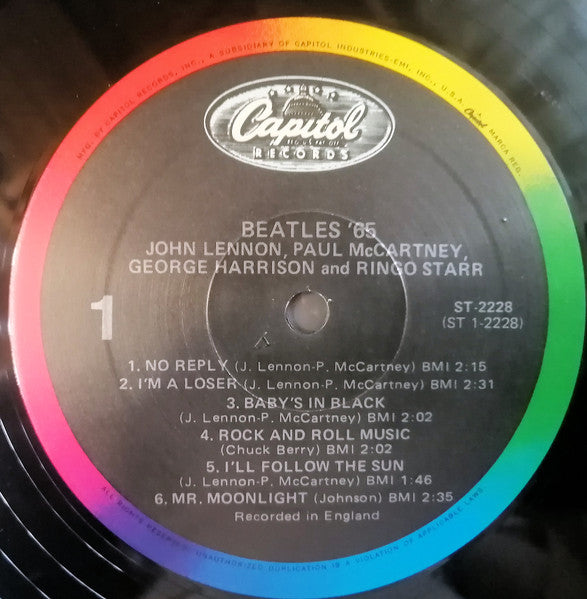 MFG. BY CAPITOL RECORDS, INC., A SUBSIDIARY OF CAPITOL INDUSTRIES-EMI, INC., U.S.A. Capitol MARCA REG.
Capitol
RECORDS
BEATLES '65
JOHN LENNON, PAUL McCARTNEY,
GEORGE HARRISON and RINGO STARR
1
ST-2228
(ST 1-2228)
1. NO REPLY (J. Lennon-P. McCartney) BMI 2:15
2. I'M A LOSER (J. Lennon-P. McCartney) BMI 2:31
3. BABY'S IN BLACK
(J. Lennon-P. McCartney) BMI 2:02
4. ROCK AND ROLL MUSIC
(Chuck Berry) BMI 2:02
5. I'LL FOLLOW THE SUN
(J. Lennon-P. McCartney) BMI 1:46
6. MR. MOONLIGHT (Johnson) BMI 2:35
Recorded in England
ALL RIGHTS RESERVED. UNAUTHORIZED DUPLICATION IS A VIOLATION OF APPLICABLE LAWS